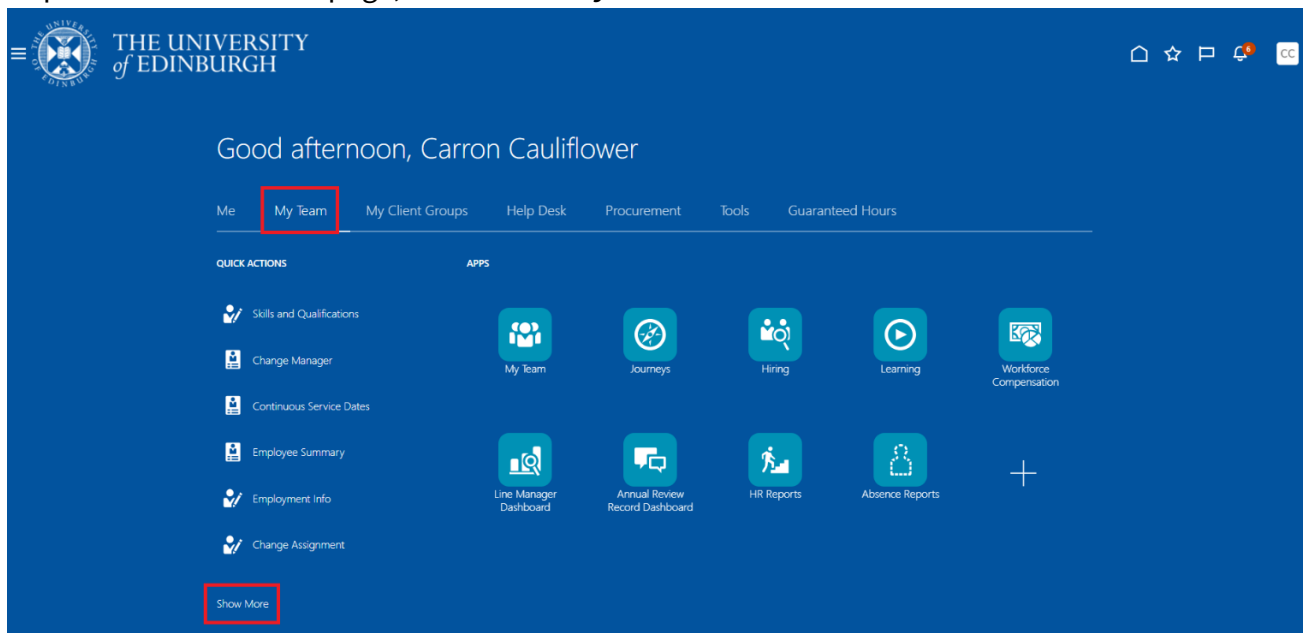 THE UNIVERSITY
of EDINBURGH
6
CC
Good afternoon, Carron Cauliflower
Me My Team My Client Groups Help Desk Procurement Tools Guaranteed Hours
QUICK ACTIONS
APPS
Skills and Qualifications
Change Manager
Continuous Service Dates
Employee Summary
Employment Info
Change Assignment
Show More
My Team
Journeys
Hiring
Learning
Workforce
Compensation
Line Manager
Dashboard
Annual Review
Record Dashboard
HR Reports
Absence Reports